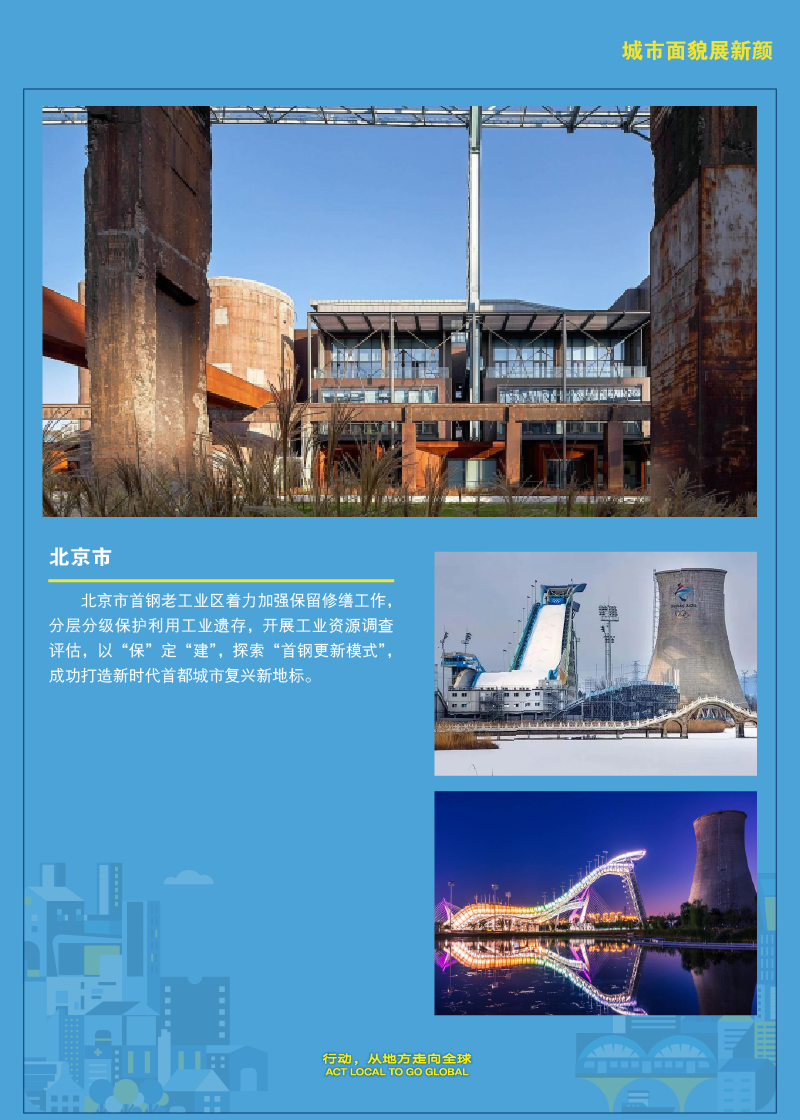 城市面貌展新颜
北京市
北京市首钢老工业区着力加强保留修缮工作，
分层分级保护利用工业遗存，开展工业资源调查
评估，以“保”定“建”，探索“首钢更新模式”，
成功打造新时代首都城市复兴新地标。
行动，从地方走向全球
ACT LOCAL TO GO GLOBAL